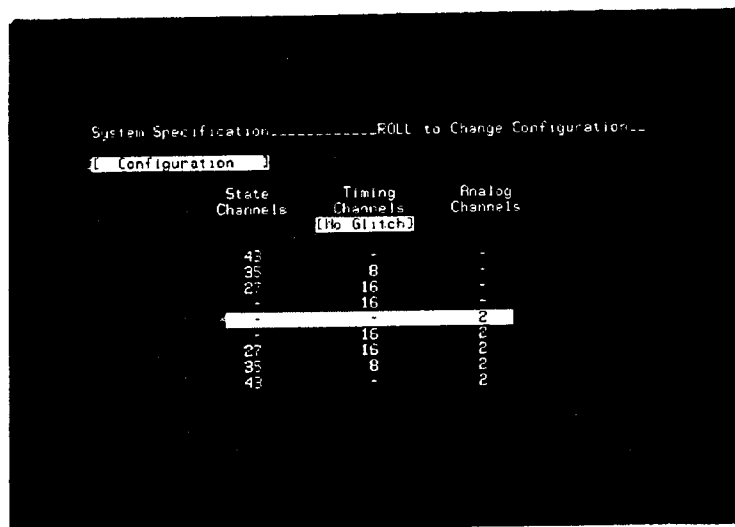 System Specification_____________ROLL to Change Configuration__
[ Configuration ]
State Timing Analog
Channels Channels Channels
[No Glitch]
43 - -
35 8 -
27 16 -
- 16 -
- - 2
- 16 2
27 16 2
35 8 2
43 - 2